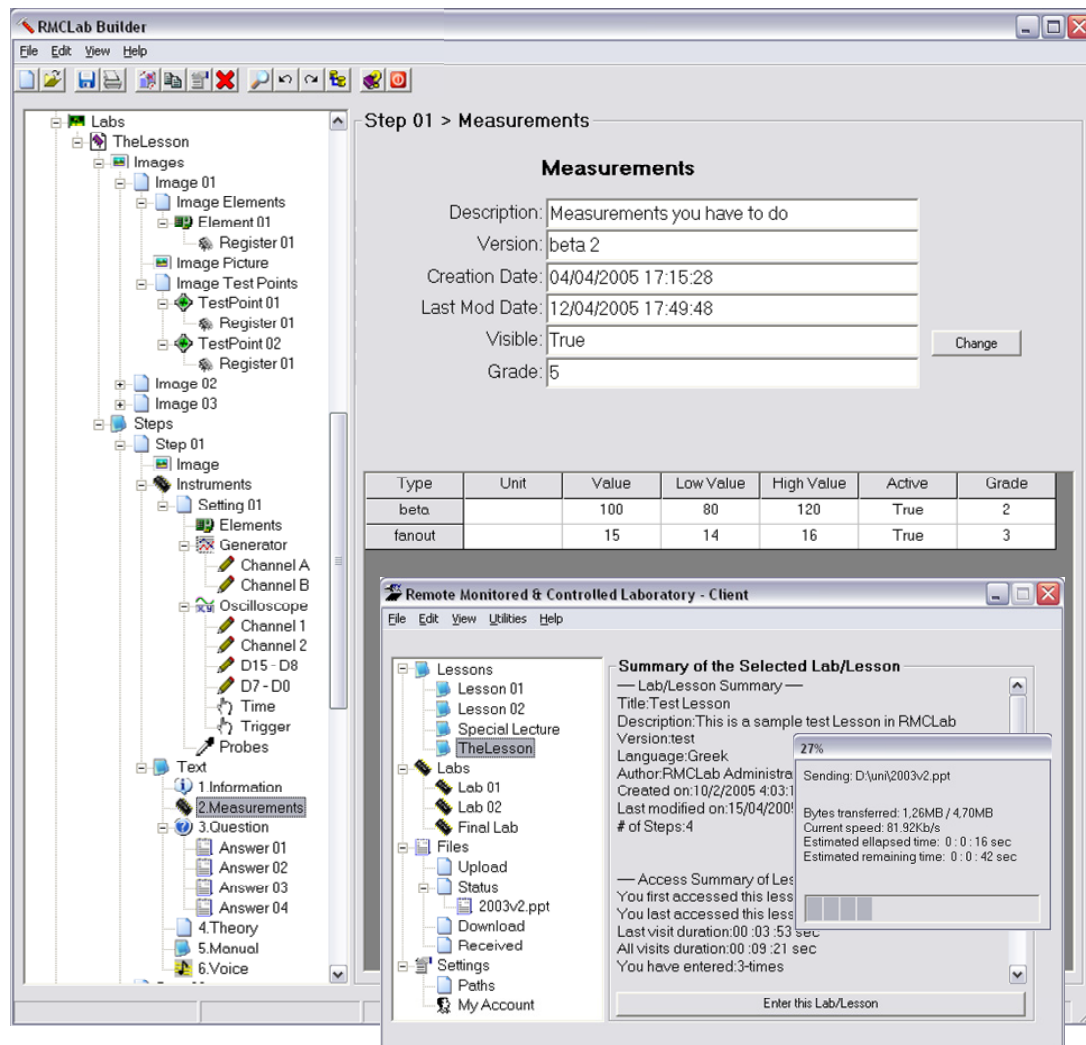 RMCLab Builder
File Edit View Help
Labs
TheLesson
Images
Image 01
Image Elements
Element 01
Register 01
Image Picture
Image Test Points
TestPoint 01
Register 01
TestPoint 02
Register 01
Image 02
Image 03
Steps
Step 01
Image
Instruments
Setting 01
Elements
Generator
Channel A
Channel B
Oscilloscope
Channel 1
Channel 2
D15 - D8
D7 - D0
Time
Trigger
Probes
Text
1.Information
2.Measurements
3.Question
Answer 01
Answer 02
Answer 03
Answer 04
4.Theory
5.Manual
6.Voice
Step 01 > Measurements
Measurements
Description: Measurements you have to do
Version: beta 2
Creation Date: 04/04/2005 17:15:28
Last Mod Date: 12/04/2005 17:49:48
Visible: True
Change
Grade: 5
Type Unit Value Low Value High Value Active Grade
beta 100 80 120 True 2
fanout 15 14 16 True 3
Remote Monitored & Controlled Laboratory - Client
File Edit View Utilities Help
Lessons
Lesson 01
Lesson 02
Special Lecture
TheLesson
Labs
Lab 01
Lab 02
Final Lab
Files
Upload
Status
2003v2.ppt
Download
Received
Settings
Paths
My Account
Summary of the Selected Lab/Lesson
— Lab/Lesson Summary —
Title:Test Lesson
Description:This is a sample test Lesson in RMCLab
Version:test
Language:Greek
Author:RMCLab Administra
Created on:10/2/2005 4:03:1
Last modified on:15/04/200
# of Steps:4
— Access Summary of Les
You first accessed this less
You last accessed this less
Last visit duration:00 :03 :53 sec
All visits duration:00 :09 :21 sec
You have entered:3-times
Enter this Lab/Lesson
27%
Sending: D:\uni\2003v2.ppt
Bytes transferred: 1,26MB / 4,70MB
Current speed: 81.92Kb/s
Estimated ellapsed time: 0 : 0 : 16 sec
Estimated remaining time: 0 : 0 : 42 sec